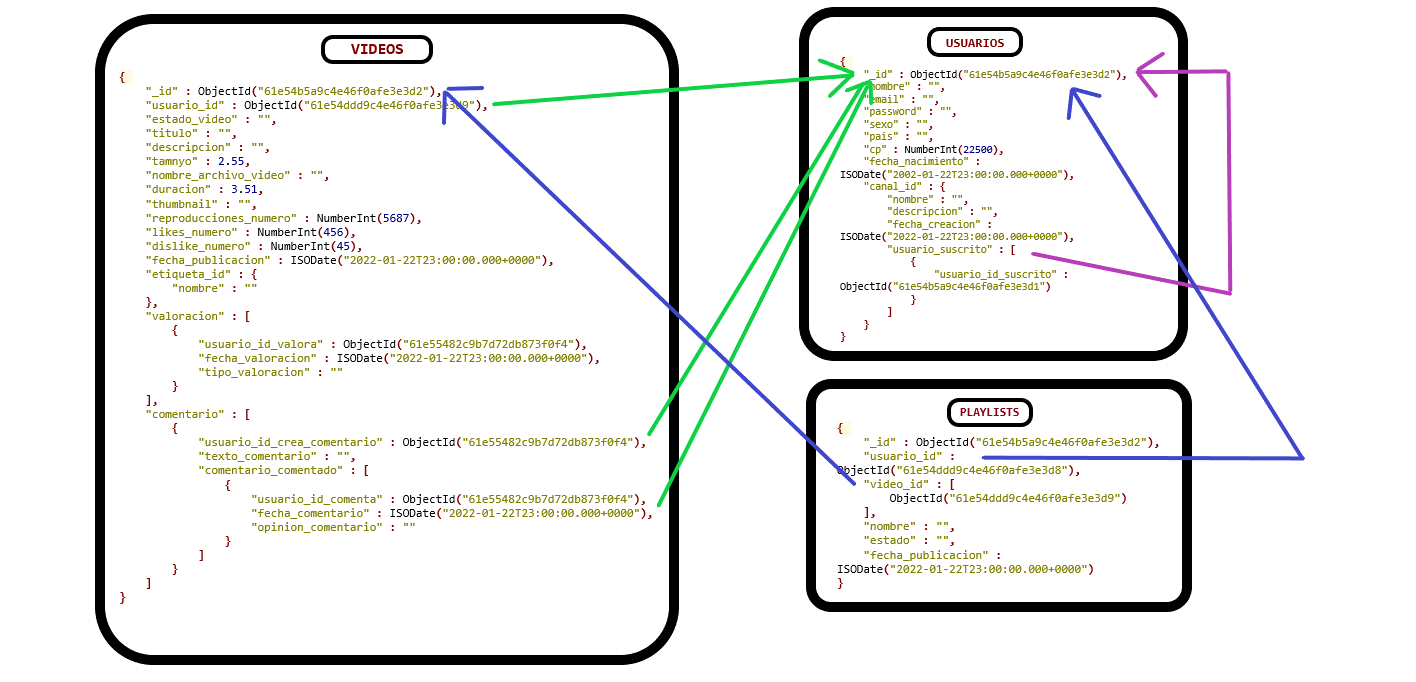 VIDEOS
{
"_id" : ObjectId("61e54b5a9c4e46f0afe3e3d2"),
"usuario_id" : ObjectId("61e54ddd9c4e46f0afe3e3d9"),
"estado_video" : "",
"titulo" : "",
"descripcion" : "",
"tamnyo" : 2.55,
"nombre_archivo_video" : "",
"duracion" : 3.51,
"thumbnail" : "",
"reproducciones_numero" : NumberInt(5687),
"likes_numero" : NumberInt(456),
"dislike_numero" : NumberInt(45),
"fecha_publicacion" : ISODate("2022-01-22T23:00:00.000+0000"),
"etiqueta_id" : {
"nombre" : ""
},
"valoracion" : [
{
"usuario_id_valora" : ObjectId("61e55482c9b7d72db873f0f4"),
"fecha_valoracion" : ISODate("2022-01-22T23:00:00.000+0000"),
"tipo_valoracion" : ""
}
],
"comentario" : [
{
"usuario_id_crea_comentario" : ObjectId("61e55482c9b7d72db873f0f4"),
"texto_comentario" : "",
"comentario_comentado" : [
{
"usuario_id_comenta" : ObjectId("61e55482c9b7d72db873f0f4"),
"fecha_comentario" : ISODate("2022-01-22T23:00:00.000+0000"),
"opinion_comentario" : ""
}
]
}
]
}
USUARIOS
{
"_id" : ObjectId("61e54b5a9c4e46f0afe3e3d2"),
"nombre" : "",
"email" : "",
"password" : "",
"sexo" : "",
"pais" : "",
"cp" : NumberInt(22500),
"fecha_nacimiento" :
ISODate("2002-01-22T23:00:00.000+0000"),
"canal_id" : {
"nombre" : "",
"descripcion" : "",
"fecha_creacion" :
ISODate("2022-01-22T23:00:00.000+0000"),
"usuario_suscrito" : [
{
"usuario_id_suscrito" :
ObjectId("61e54b5a9c4e46f0afe3e3d1")
}
]
}
}
PLAYLISTS
{
"_id" : ObjectId("61e54b5a9c4e46f0afe3e3d2"),
"usuario_id" :
ObjectId("61e54ddd9c4e46f0afe3e3d8"),
"video_id" : [
ObjectId("61e54ddd9c4e46f0afe3e3d9")
],
"nombre" : "",
"estado" : "",
"fecha_publicacion" :
ISODate("2022-01-22T23:00:00.000+0000")
}